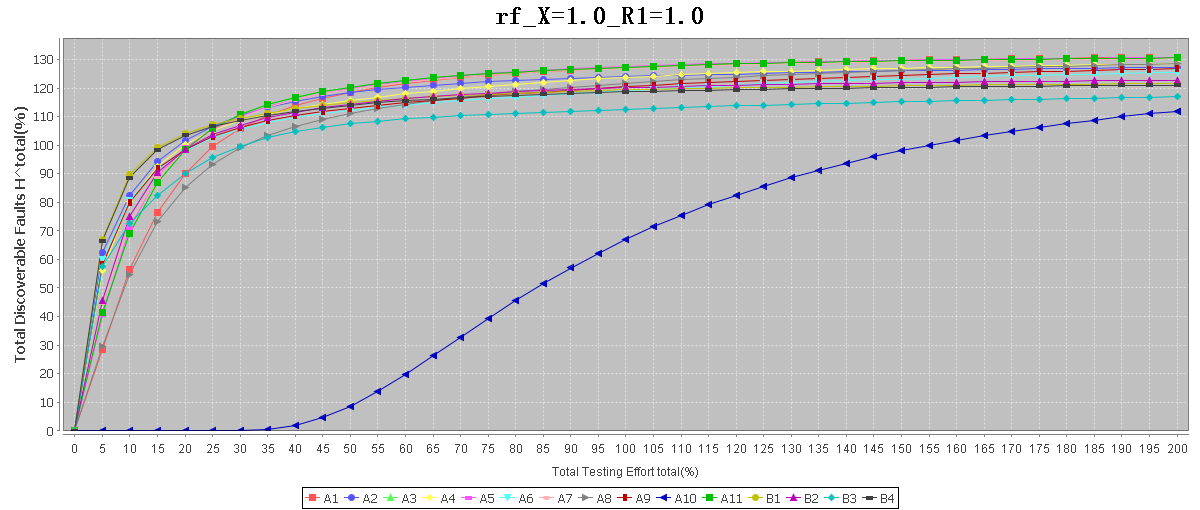 rf_X=1.0_R1=1.0
Total Discoverable Faults H^total(%)
130
120
110
100
90
80
70
60
50
40
30
20
10
0
0 5 10 15 20 25 30 35 40 45 50 55 60 65 70 75 80 85 90 95 100 105 110 115 120 125 130 135 140 145 150 155 160 165 170 175 180 185 190 195 200
Total Testing Effort total(%)
A1 A2 A3 A4 A5 A6 A7 A8 A9 A10 A11 B1 B2 B3 B4